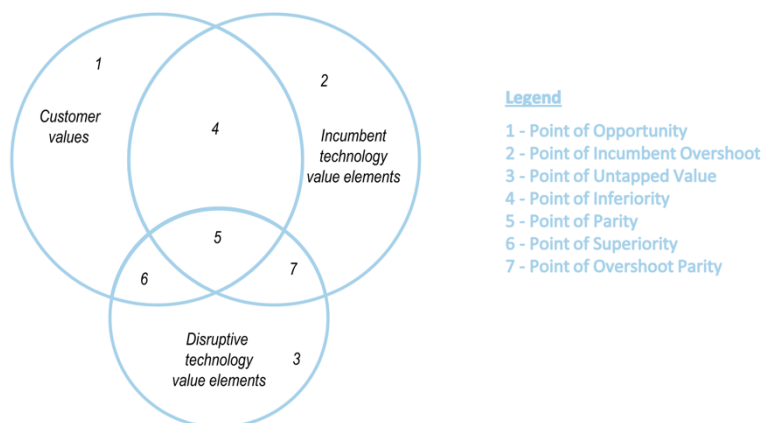 1
Customer
values
2
Incumbent
technology
value elements
4
5
6
7
Disruptive
technology
value elements
3
Legend
1 - Point of Opportunity
2 - Point of Incumbent Overshoot
3 - Point of Untapped Value
4 - Point of Inferiority
5 - Point of Parity
6 - Point of Superiority
7 - Point of Overshoot Parity